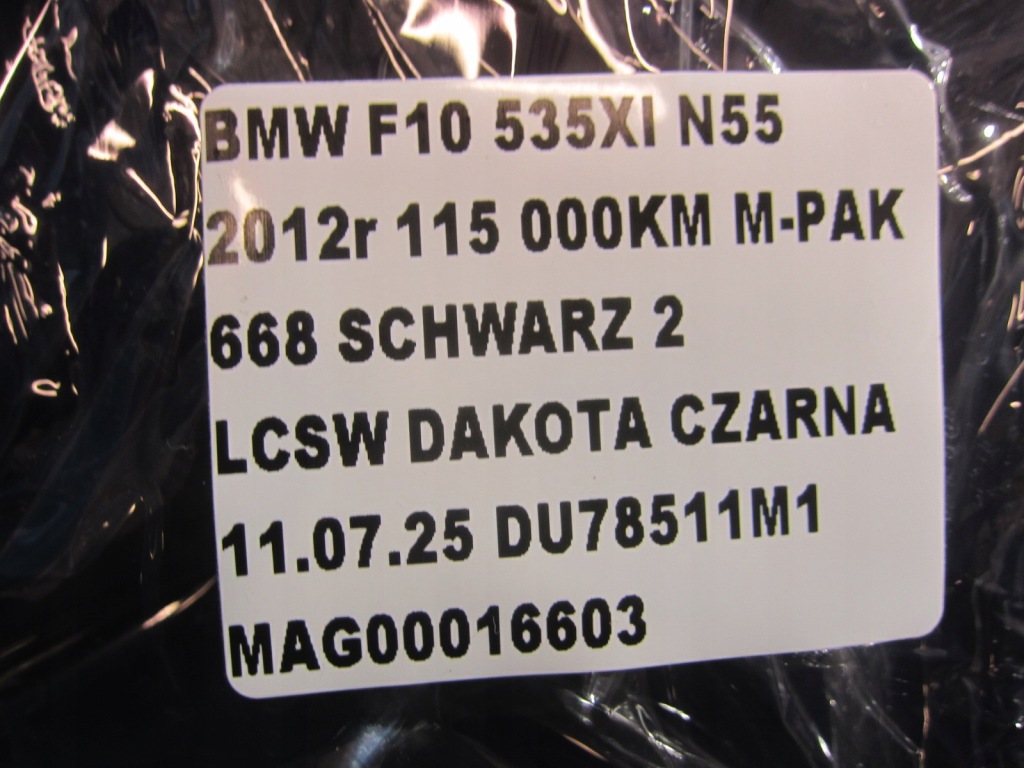 BMW F10 535XI N55
2012r 115 000KM M-PAK
668 SCHWARZ 2
LCSW DAKOTA CZARNA
11.07.25 DU78511M1
MAG00016603